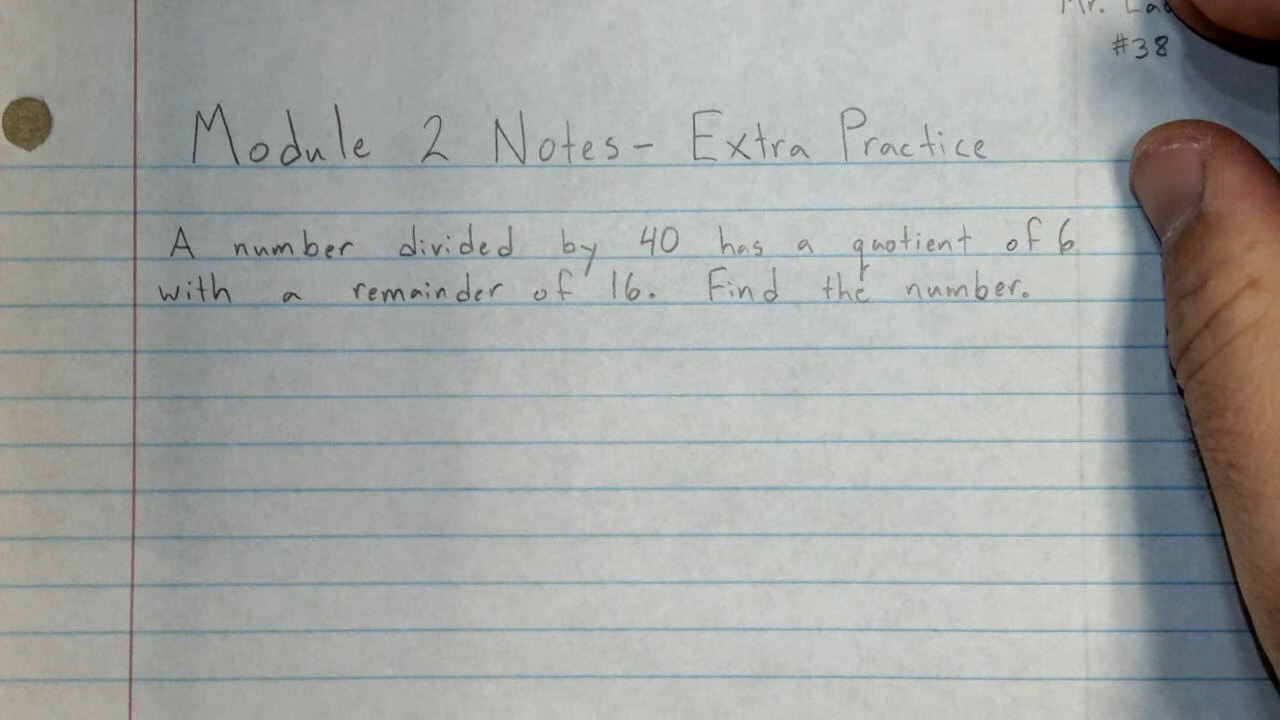 Mr.
#38
Module 2 Notes- Extra Practice
A number divided by 40 has a quotient of 6
with a remainder of 16. Find the number.